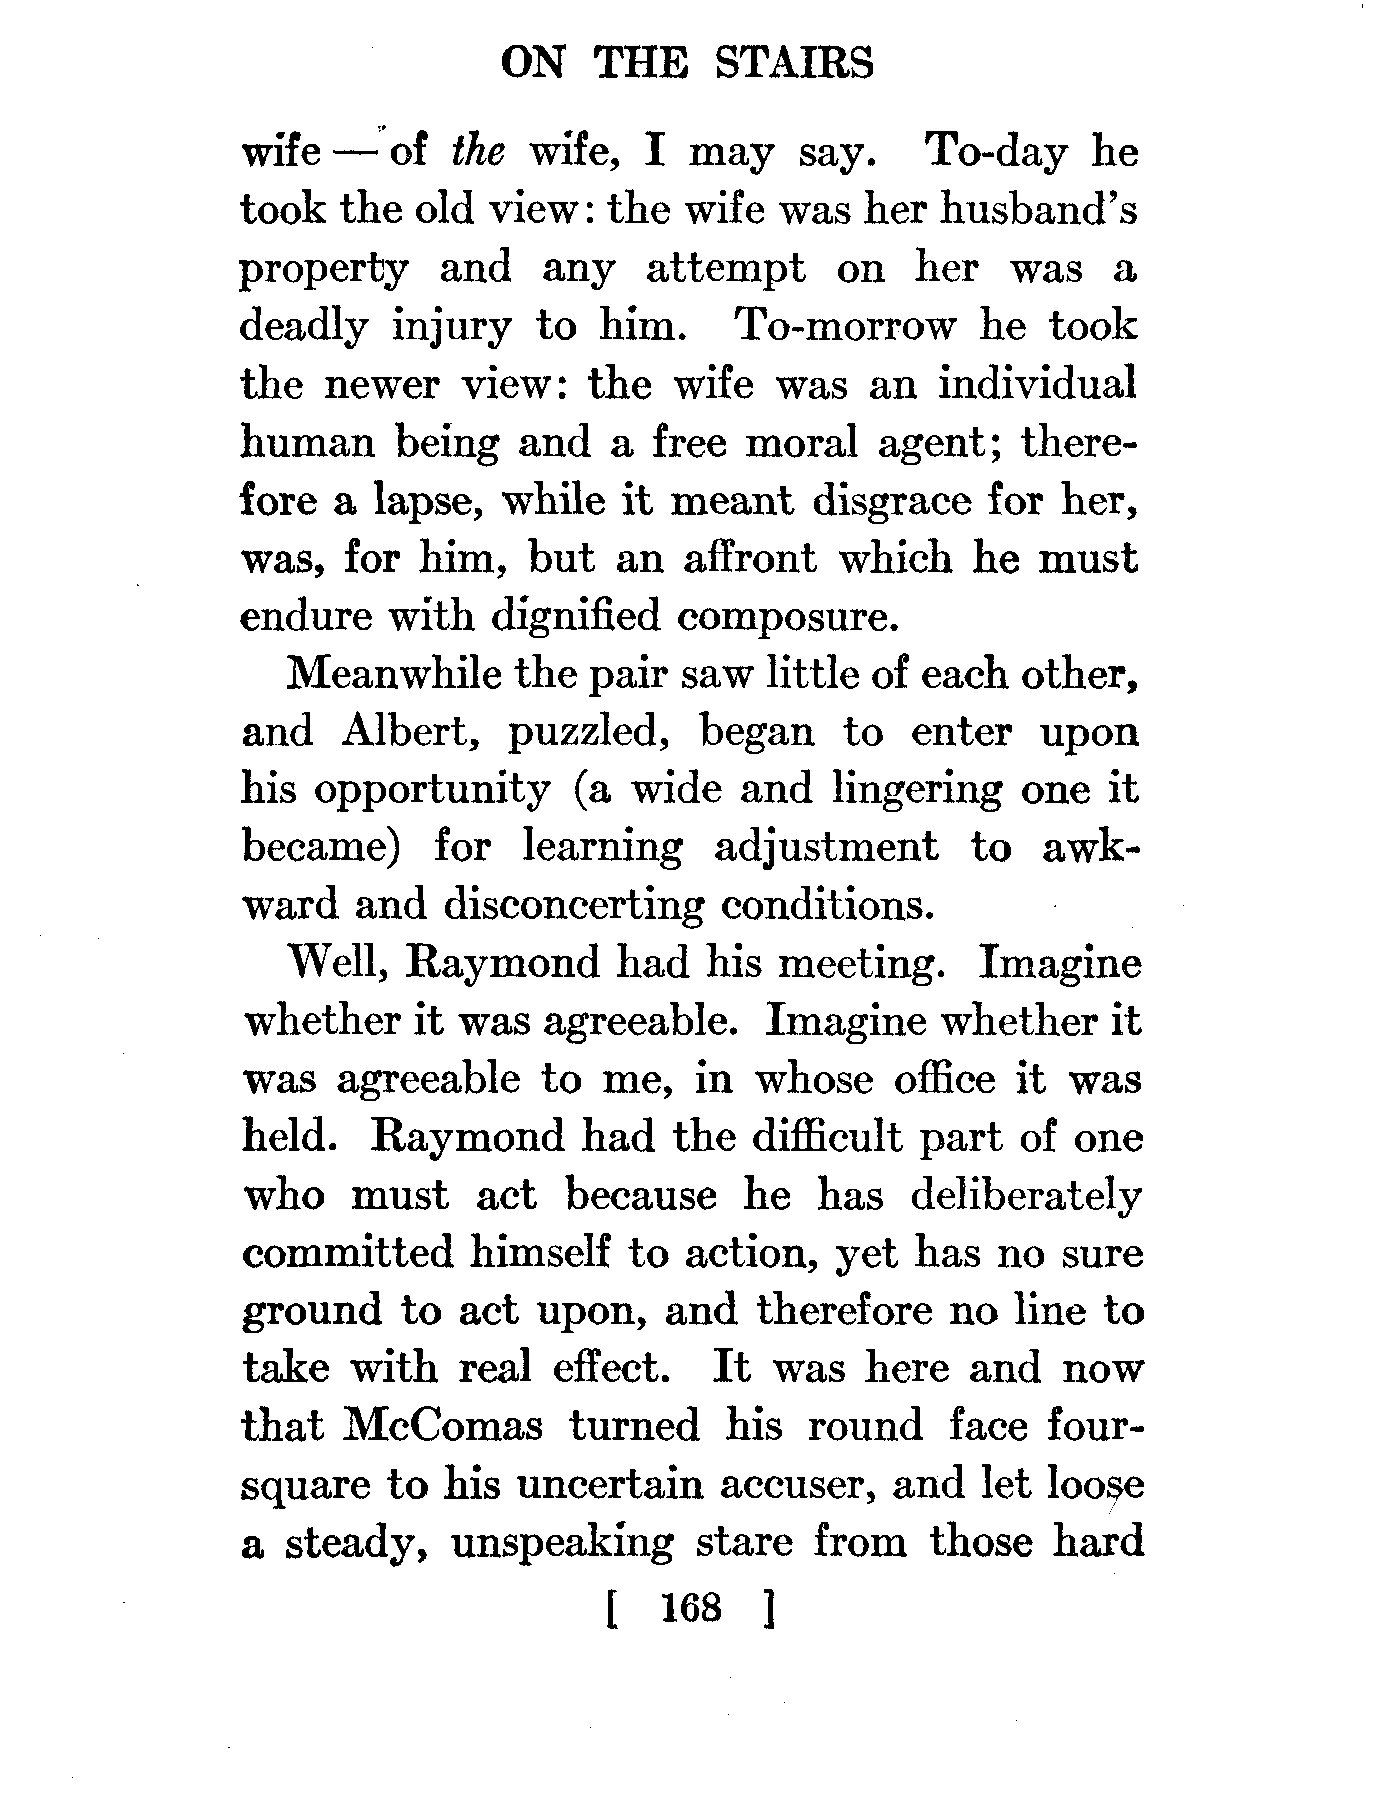 ON THE STAIRS
wife — of the wife, I may say. To-day he
took the old view: the wife was her husband's
property and any attempt on her was a
deadly injury to him. To-morrow he took
the newer view: the wife was an individual
human being and a free moral agent; there-
fore a lapse, while it meant disgrace for her,
was, for him, but an affront which he must
endure with dignified composure.
Meanwhile the pair saw little of each other,
and Albert, puzzled, began to enter upon
his opportunity (a wide and lingering one it
became) for learning adjustment to awk-
ward and disconcerting conditions.
Well, Raymond had his meeting. Imagine
whether it was agreeable. Imagine whether it
was agreeable to me, in whose office it was
held. Raymond had the difficult part of one
who must act because he has deliberately
committed himself to action, yet has no sure
ground to act upon, and therefore no line to
take with real effect. It was here and now
that McComas turned his round face four-
square to his uncertain accuser, and let loose
a steady, unspeaking stare from those hard
[ 168 ]